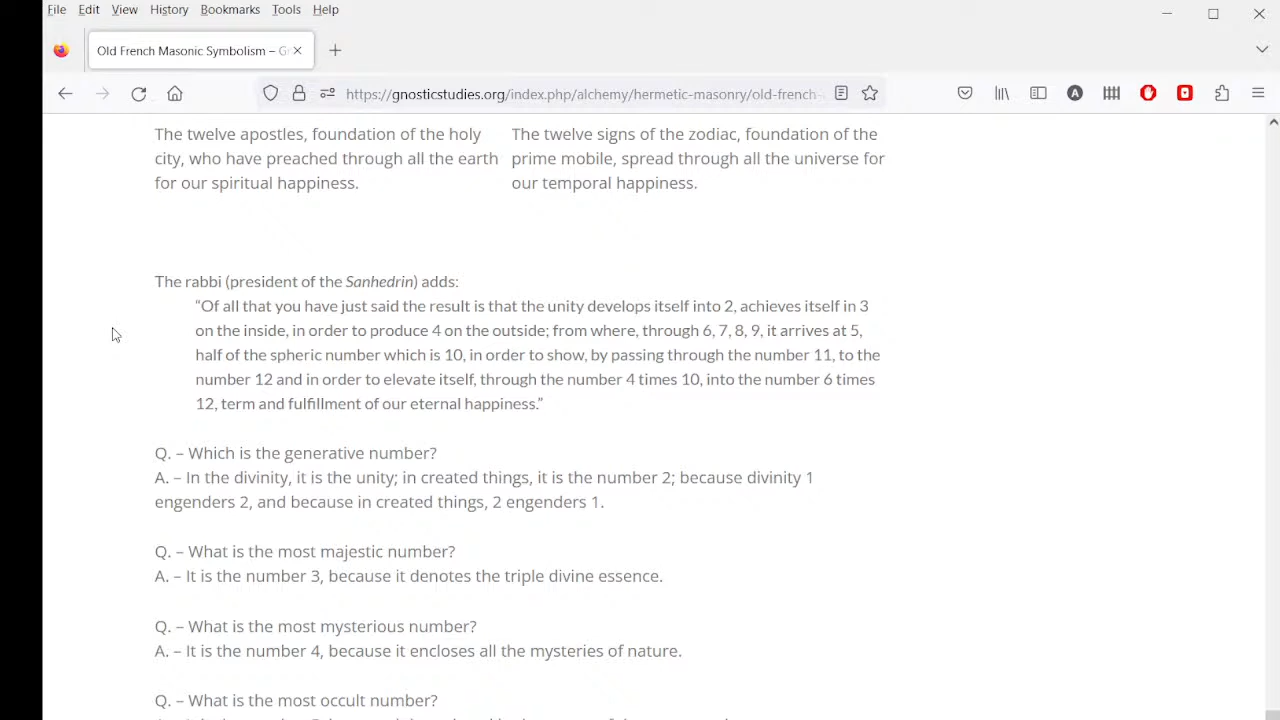 File Edit View History Bookmarks Tools Help
Old French Masonic Symbolism – G
https://gnosticstudies.org/index.php/alchemy/hermetic-masonry/old-french-
The twelve apostles, foundation of the holy
city, who have preached through all the earth
for our spiritual happiness.
The twelve signs of the zodiac, foundation of the
prime mobile, spread through all the universe for
our temporal happiness.
The rabbi (president of the Sanhedrin) adds:
"Of all that you have just said the result is that the unity develops itself into 2, achieves itself in 3
on the inside, in order to produce 4 on the outside; from where, through 6, 7, 8, 9, it arrives at 5,
half of the spheric number which is 10, in order to show, by passing through the number 11, to the
number 12 and in order to elevate itself, through the number 4 times 10, into the number 6 times
12, term and fulfillment of our eternal happiness."
Q. – Which is the generative number?
A. – In the divinity, it is the unity; in created things, it is the number 2; because divinity 1
engenders 2, and because in created things, 2 engenders 1.
Q. – What is the most majestic number?
A. – It is the number 3, because it denotes the triple divine essence.
Q. – What is the most mysterious number?
A. – It is the number 4, because it encloses all the mysteries of nature.
Q. – What is the most occult number?